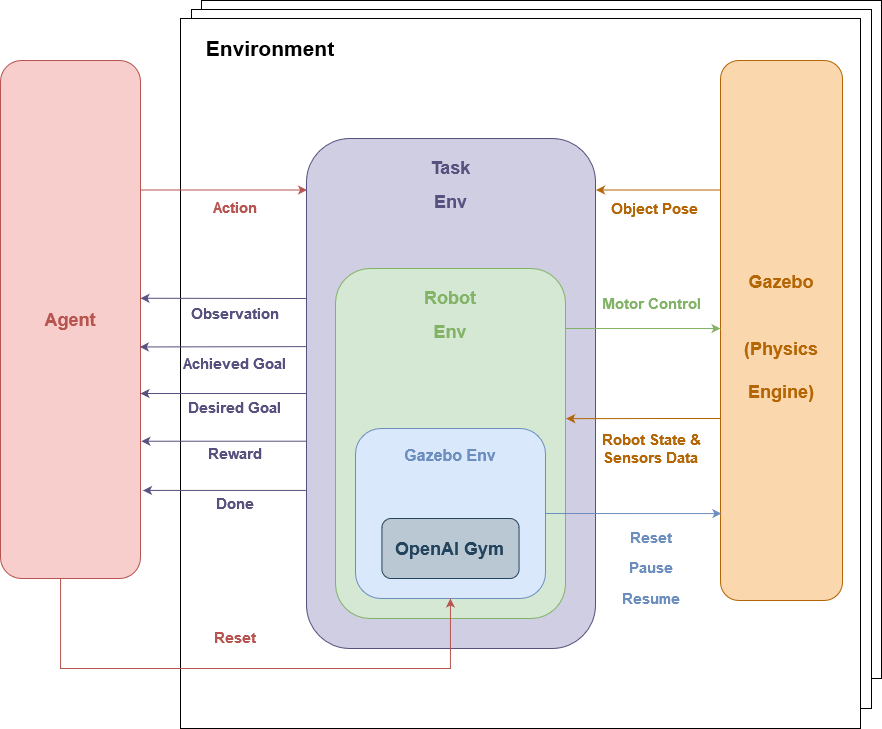 Environment
Agent
Action
Observation
Achieved Goal
Desired Goal
Reward
Done
Reset
Task
Env
Robot
Env
Gazebo Env
OpenAI Gym
Object Pose
Motor Control
Robot State &
Sensors Data
Reset
Pause
Resume
Gazebo
(Physics
Engine)